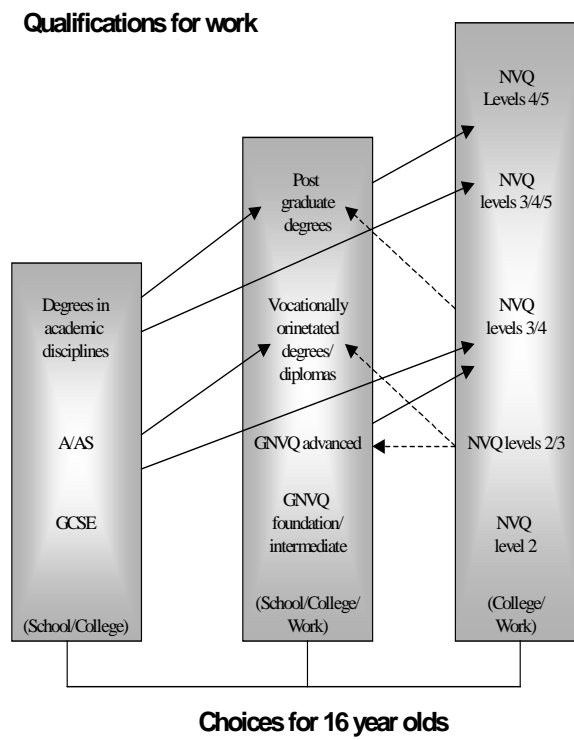 Qualifications for work
Degrees in
academic
disciplines
A/AS
GCSE
(School/College)
Post
graduate
degrees
Vocationally
orinetated
degrees/
diplomas
GNVQ advanced
GNVQ
foundation/
intermediate
(School/College/
Work)
NVQ
Levels 4/5
NVQ
levels 3/4/5
NVQ
levels 3/4
NVQ levels 2/3
NVQ
level 2
(College/
Work)
Choices for 16 year olds